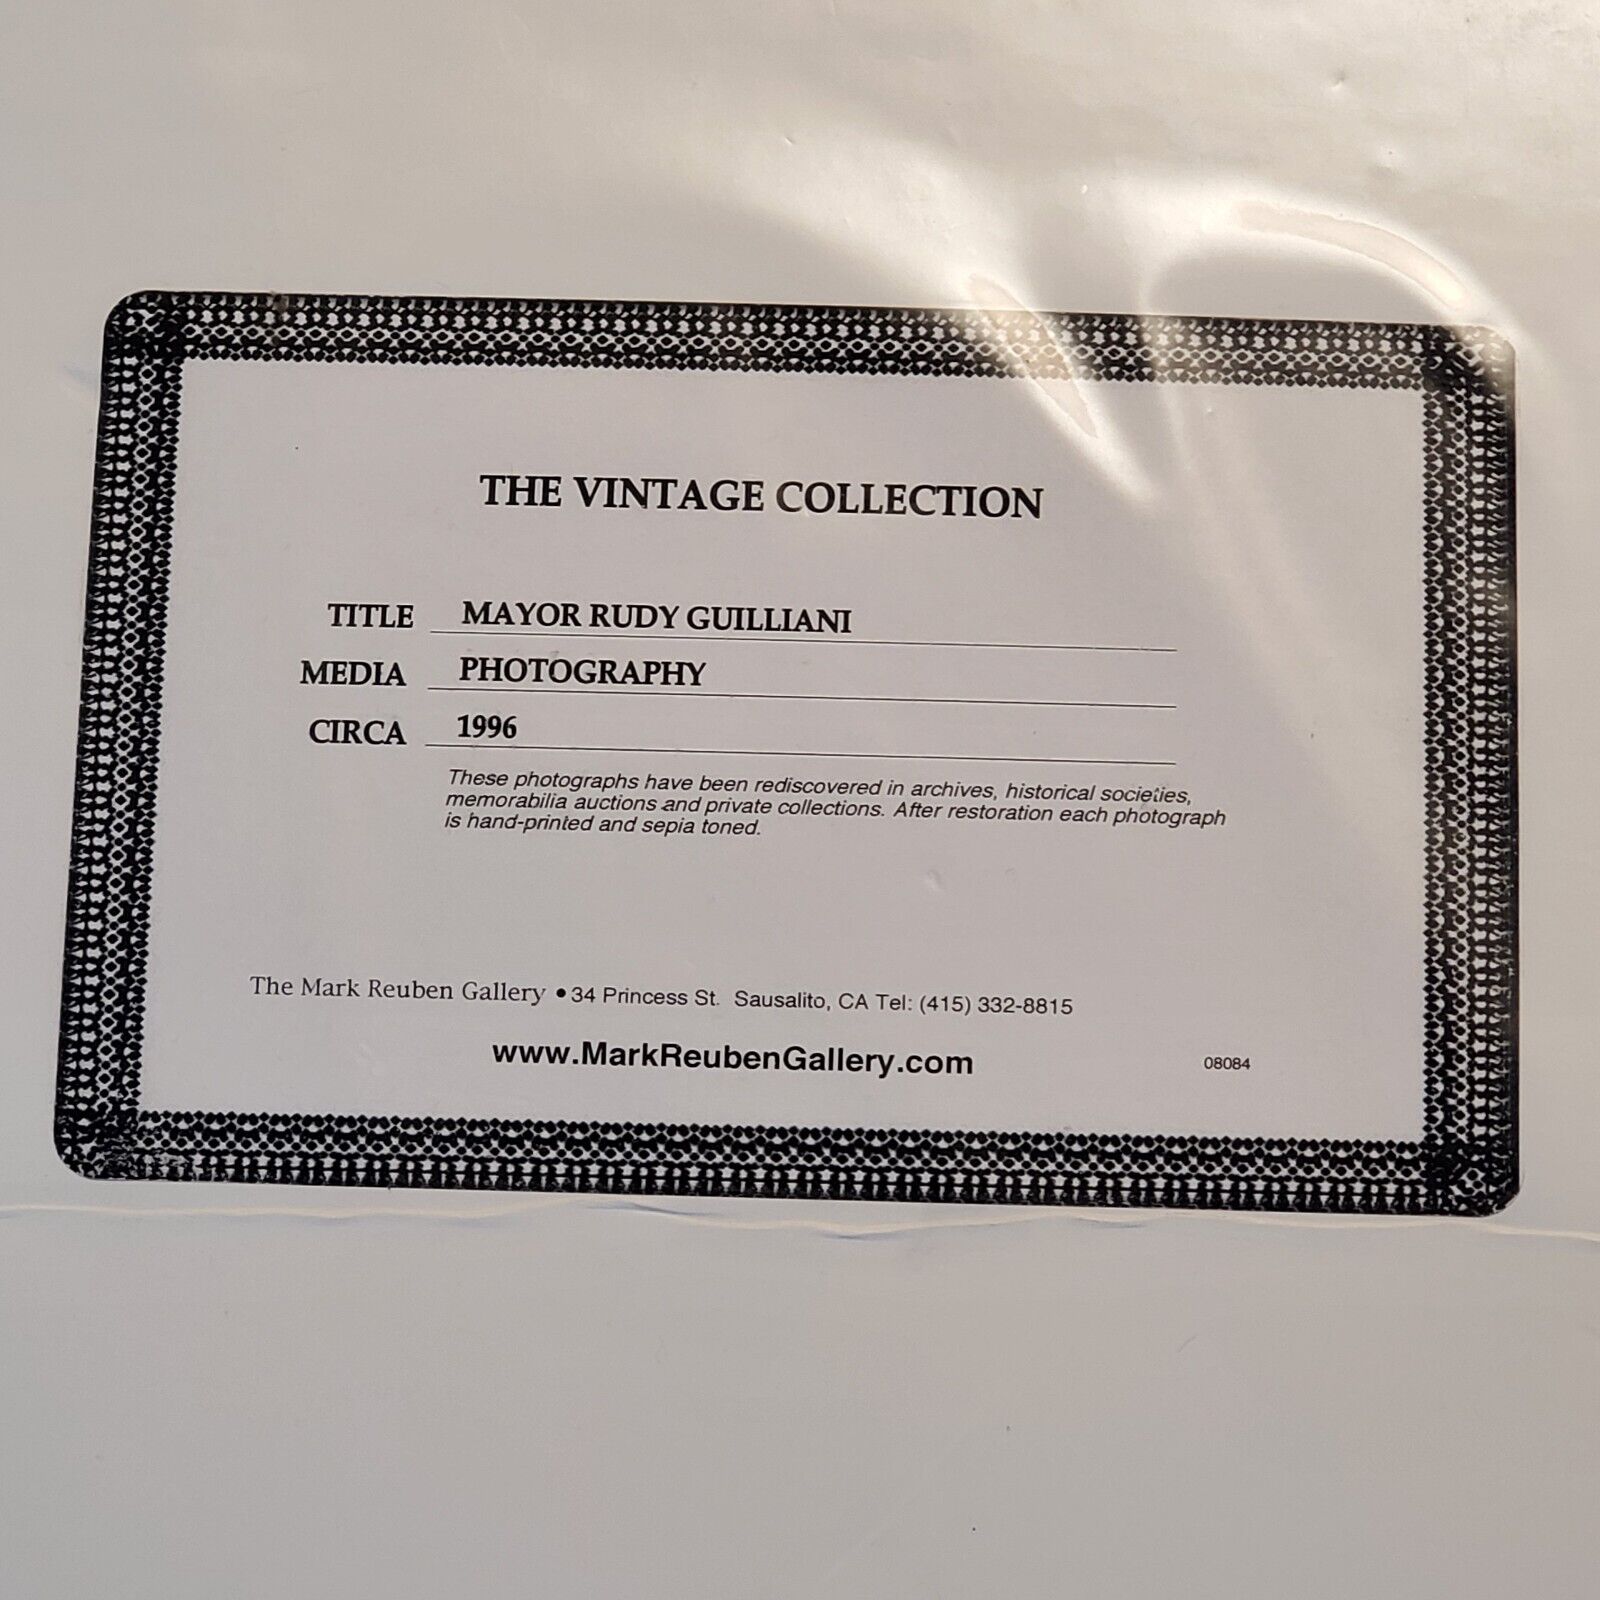 THE VINTAGE COLLECTION
TITLE MAYOR RUDY GUILLIANI
MEDIA PHOTOGRAPHY
CIRCA 1996
These photographs have been rediscovered in archives, historical societies,
memorabilia auctions and private collections. After restoration each photograph
is hand-printed and sepia toned.
The Mark Reuben Gallery • 34 Princess St. Sausalito, CA Tel: (415) 332-8815
www.MarkReubenGallery.com 08084